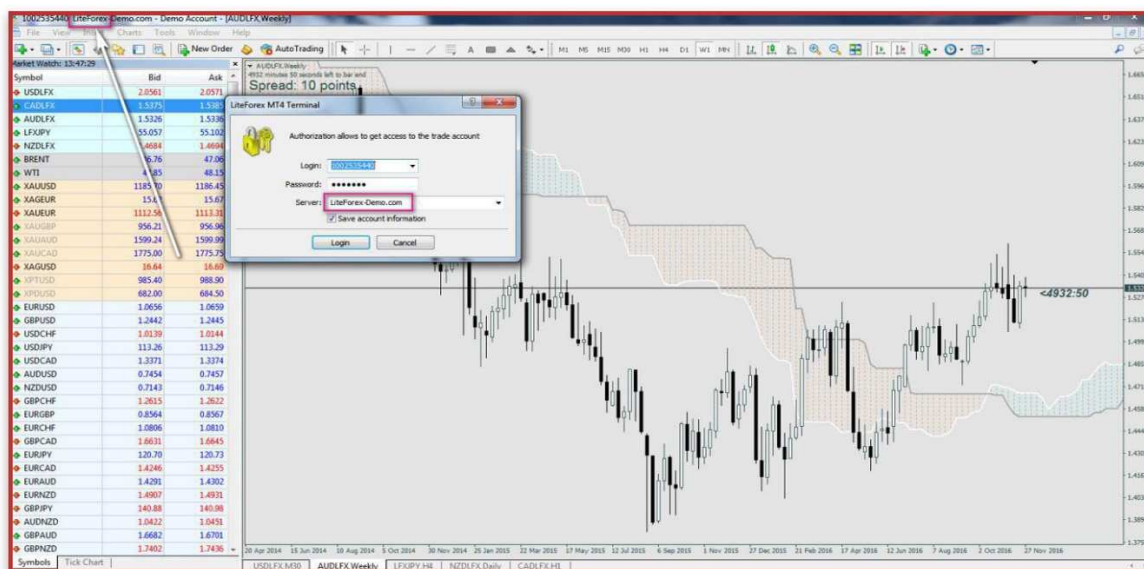 1002535440: LiteForex-Demo.com - Demo Account - [AUDLFX,Weekly]
File View Charts Tools Window Help
New Order AutoTrading A M1 M5 M15 M30 H1 H4 D1 W1 MN
Market Watch: 13:47:29
Symbol Bid Ask
USDLFX 2.0561 2.0571
CADLFX 1.5375 1.5385
AUDLFX 1.5326 1.5336
LFXJPY 55.057 55.102
NZDLFX 1.4684 1.4694
BRENT 47.06
WTI 48.15
XAUUSD 1186.45
XAGEUR 15.67
XAUEUR 1112.56 1113.31
XAUGBP 956.21 956.96
XAUAUD 1599.24 1599.99
XAUCAD 1775.00 1775.75
XAGUSD 16.64 16.69
XPTUSD 985.40 988.90
XPDUSD 682.00 684.50
EURUSD 1.0656 1.0659
GBPUSD 1.2442 1.2445
USDCHF 1.0139 1.0144
USDJPY 113.26 113.29
USDCAD 1.3371 1.3374
AUDUSD 0.7454 0.7457
NZDUSD 0.7143 0.7146
GBPCHF 1.2615 1.2622
EURGBP 0.8564 0.8567
EURCHF 1.0806 1.0810
GBPCAD 1.6631 1.6645
EURJPY 120.70 120.73
EURCAD 1.4246 1.4255
EURAUD 1.4291 1.4302
EURNZD 1.4907 1.4931
GBPJPY 140.88 140.98
AUDNZD 1.0422 1.0451
GBPAUD 1.6682 1.6701
GBPNZD 1.7402 1.7436
Symbols Tick Chart
AUDLFX,Weekly
4932 minutes 50 seconds left to bar end
Spread: 10 points
LiteForex MT4 Terminal
Authorization allows to get access to the trade account
Login: 1002535440
Password: •••••••
Server: LiteForex-Demo.com
Save account information
Login Cancel
<4932:50
20 Apr 2014 15 Jun 2014 10 Aug 2014 5 Oct 2014 30 Nov 2014 25 Jan 2015 22 Mar 2015 17 May 2015 12 Jul 2015 6 Sep 2015 1 Nov 2015 27 Dec 2015 21 Feb 2016 17 Apr 2016 12 Jun 2016 7 Aug 2016 2 Oct 2016 27 Nov 2016
USDLFX,M30 AUDLFX,Weekly LFXJPY,H4 NZDLFX,Daily CADLFX,H1